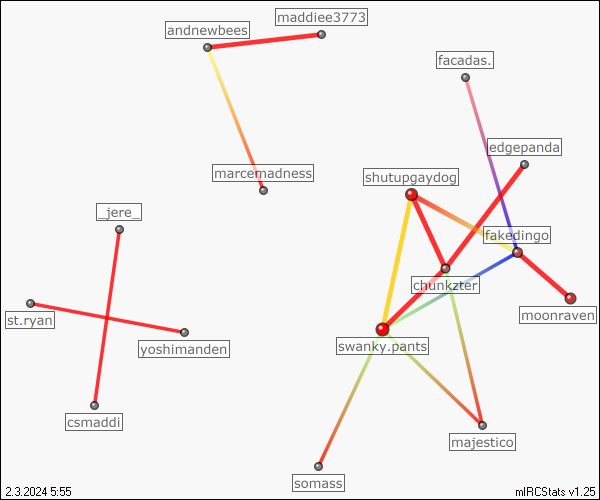 maddiee3773
andnewbees
facadas.
edgepanda
marcemadness
shutupgaydog
_jere_
fakedingo
chunkzter
moonraven
st.ryan
yoshimanden
swanky.pants
csmaddi
majestico
somass
2.3.2024 5:55
mIRCStats v1.25